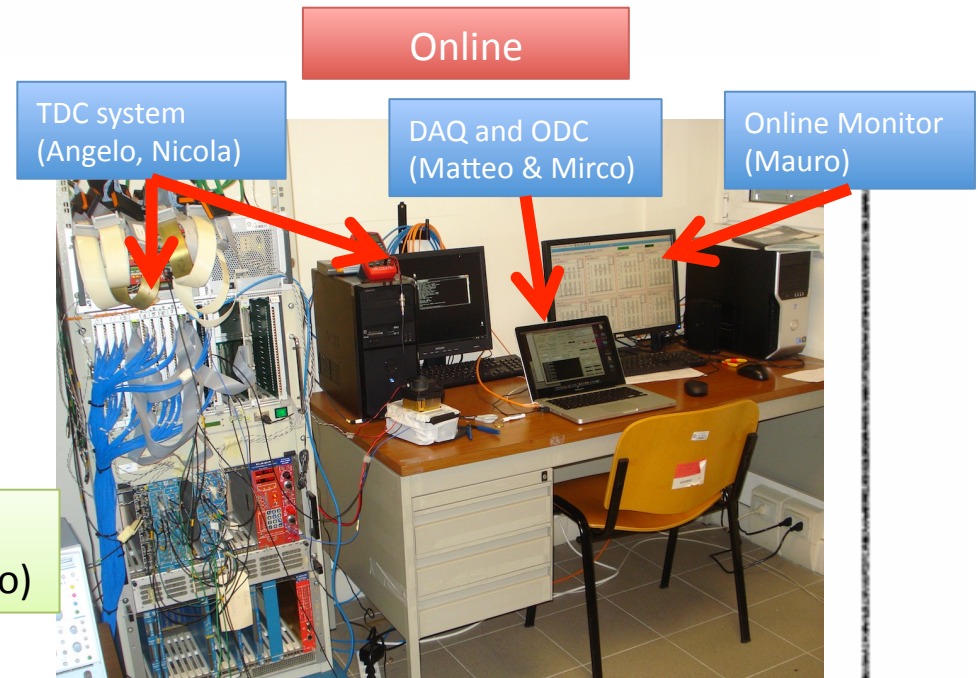 Online
TDC system
(Angelo, Nicola)
DAQ and ODC
(Matteo & Mirco)
Online Monitor
(Mauro)
o)